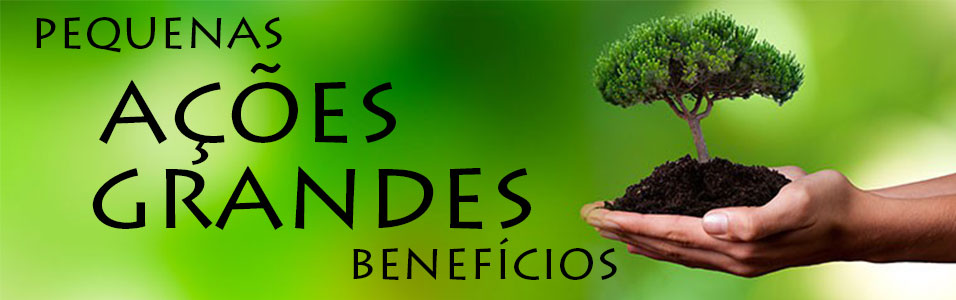 PEQUENAS
AÇÕES
GRANDES
BENEFÍCIOS